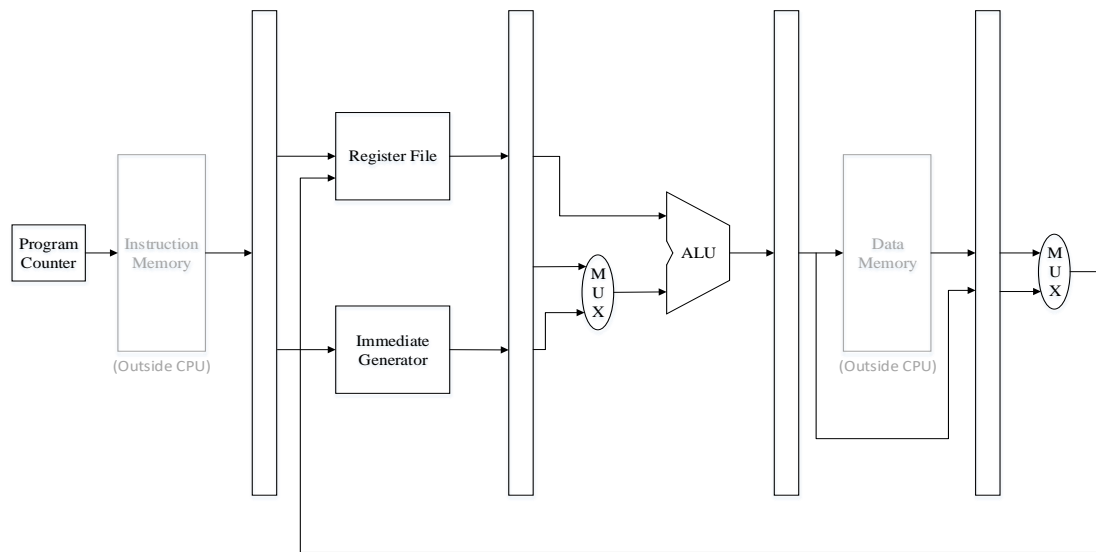 Program
Counter
Instruction
Memory
(Outside CPU)
Register File
Immediate
Generator
M
U
X
ALU
Data
Memory
(Outside CPU)
M
U
X